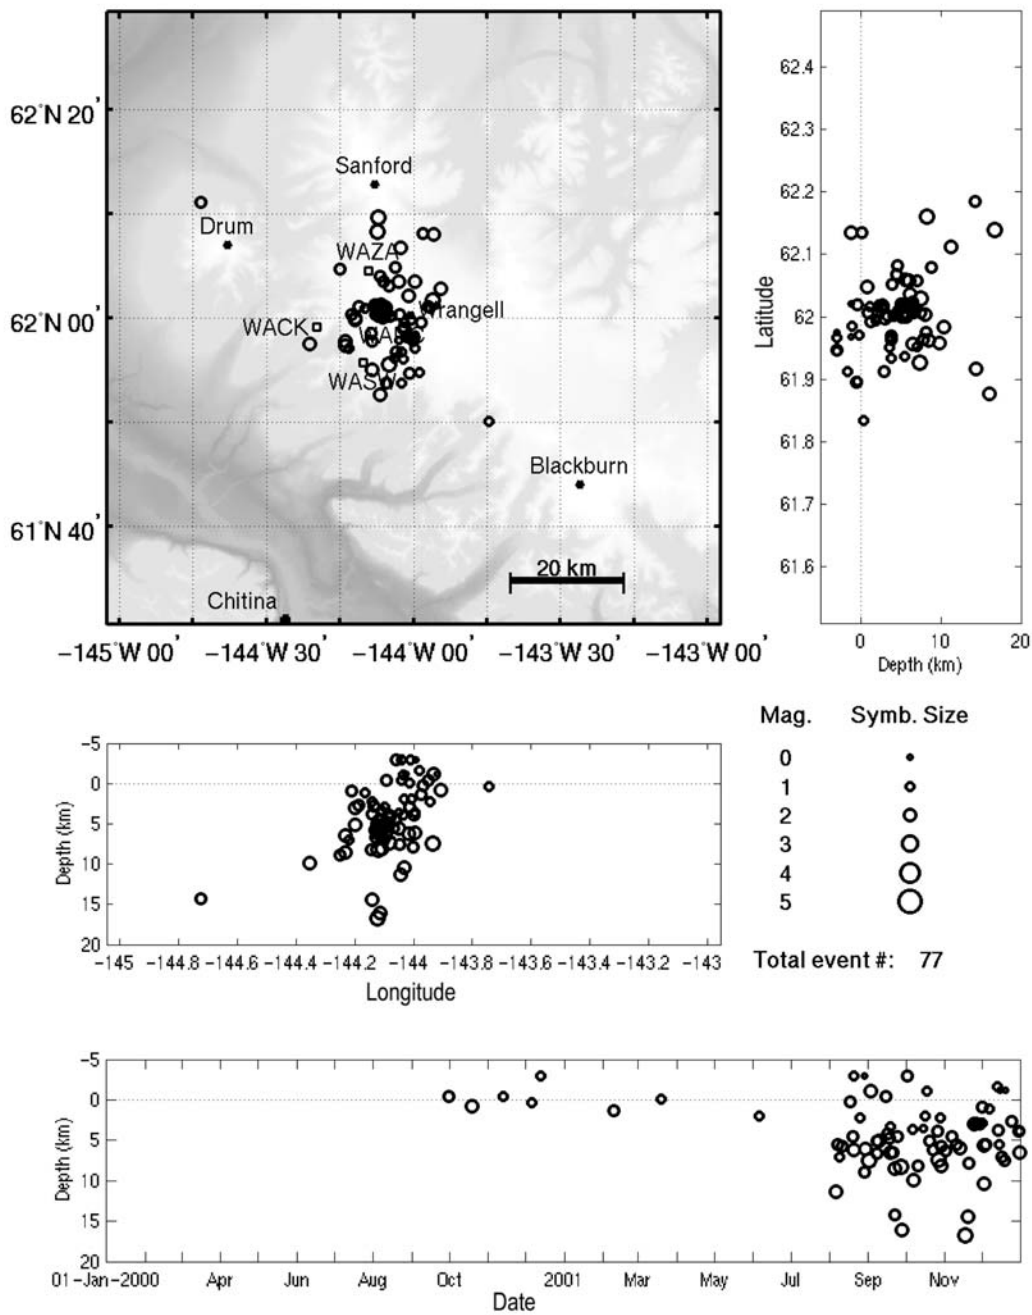 62°N 20'
62°N 00'
61°N 40'
Sanford
Drum
WAZA
Wrangell
WACK
WASW
Blackburn
20 km
Chitina
−145°W 00'
−144°W 30'
−144°W 00'
−143°W 30'
−143°W 00'
62.4
62.3
62.2
62.1
62
61.9
61.8
61.7
61.6
Latitude
0
10
20
Depth (km)
−5
0
5
10
15
20
Depth (km)
−145
−144.8
−144.6
−144.4
−144.2
−144
−143.8
−143.6
−143.4
−143.2
−143
Longitude
Mag. Symb. Size
0
1
2
3
4
5
Total event #: 77
−5
0
5
10
15
20
Depth (km)
01−Jan−2000
Apr
Jun
Aug
Oct
2001
Mar
May
Jul
Sep
Nov
Date